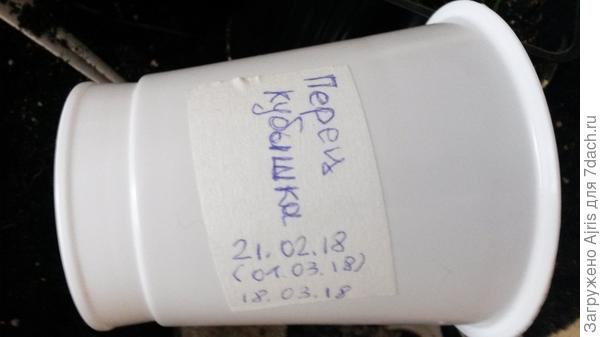 Перец
кубышка
21.02.18
(01.03.18)
18.03.18
Загружено Ajris для 7dach.ru